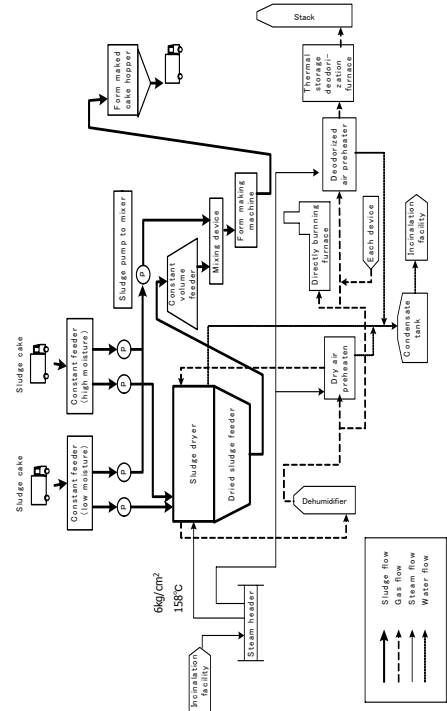 Sludge cake
Sludge cake
Constant feeder
(low moisture)
Constant feeder
(high moisture)
P
P
P
P
Sludge pump to mixer
P
Form maked
cake hopper
Constant
volume
feeder
Mixing device
Form making
machine
6kg/cm2
158℃
Sludge dryer
Dried sludge feeder
Incinalation
facility
Steam header
Dehumidifier
Dry air
preheaten
Directly burnning
furnace
Each device
Deodorized
air preheater
Thermal
storage
deodori-
zation
furnace
Stack
Condensate
tank
Incinalation
facility
Sludge flow
Gas flow
Steam flow
Water flow